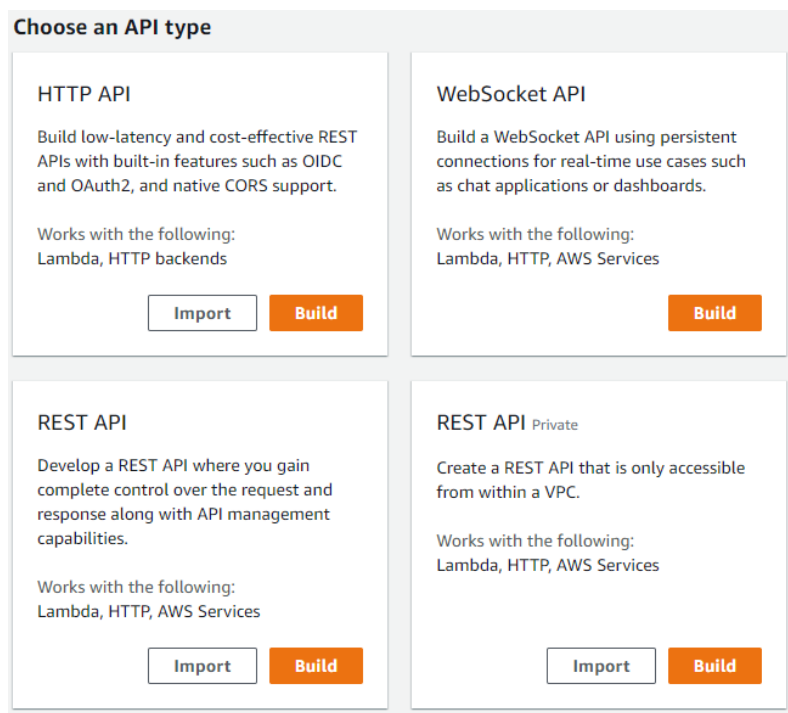 Choose an API type
HTTP API
Build low-latency and cost-effective REST
APIs with built-in features such as OIDC
and OAuth2, and native CORS support.
Works with the following:
Lambda, HTTP backends
Import
Build
WebSocket API
Build a WebSocket API using persistent
connections for real-time use cases such
as chat applications or dashboards.
Works with the following:
Lambda, HTTP, AWS Services
Build
REST API
Develop a REST API where you gain
complete control over the request and
response along with API management
capabilities.
Works with the following:
Lambda, HTTP, AWS Services
Import
Build
REST API Private
Create a REST API that is only accessible
from within a VPC.
Works with the following:
Lambda, HTTP, AWS Services
Import
Build